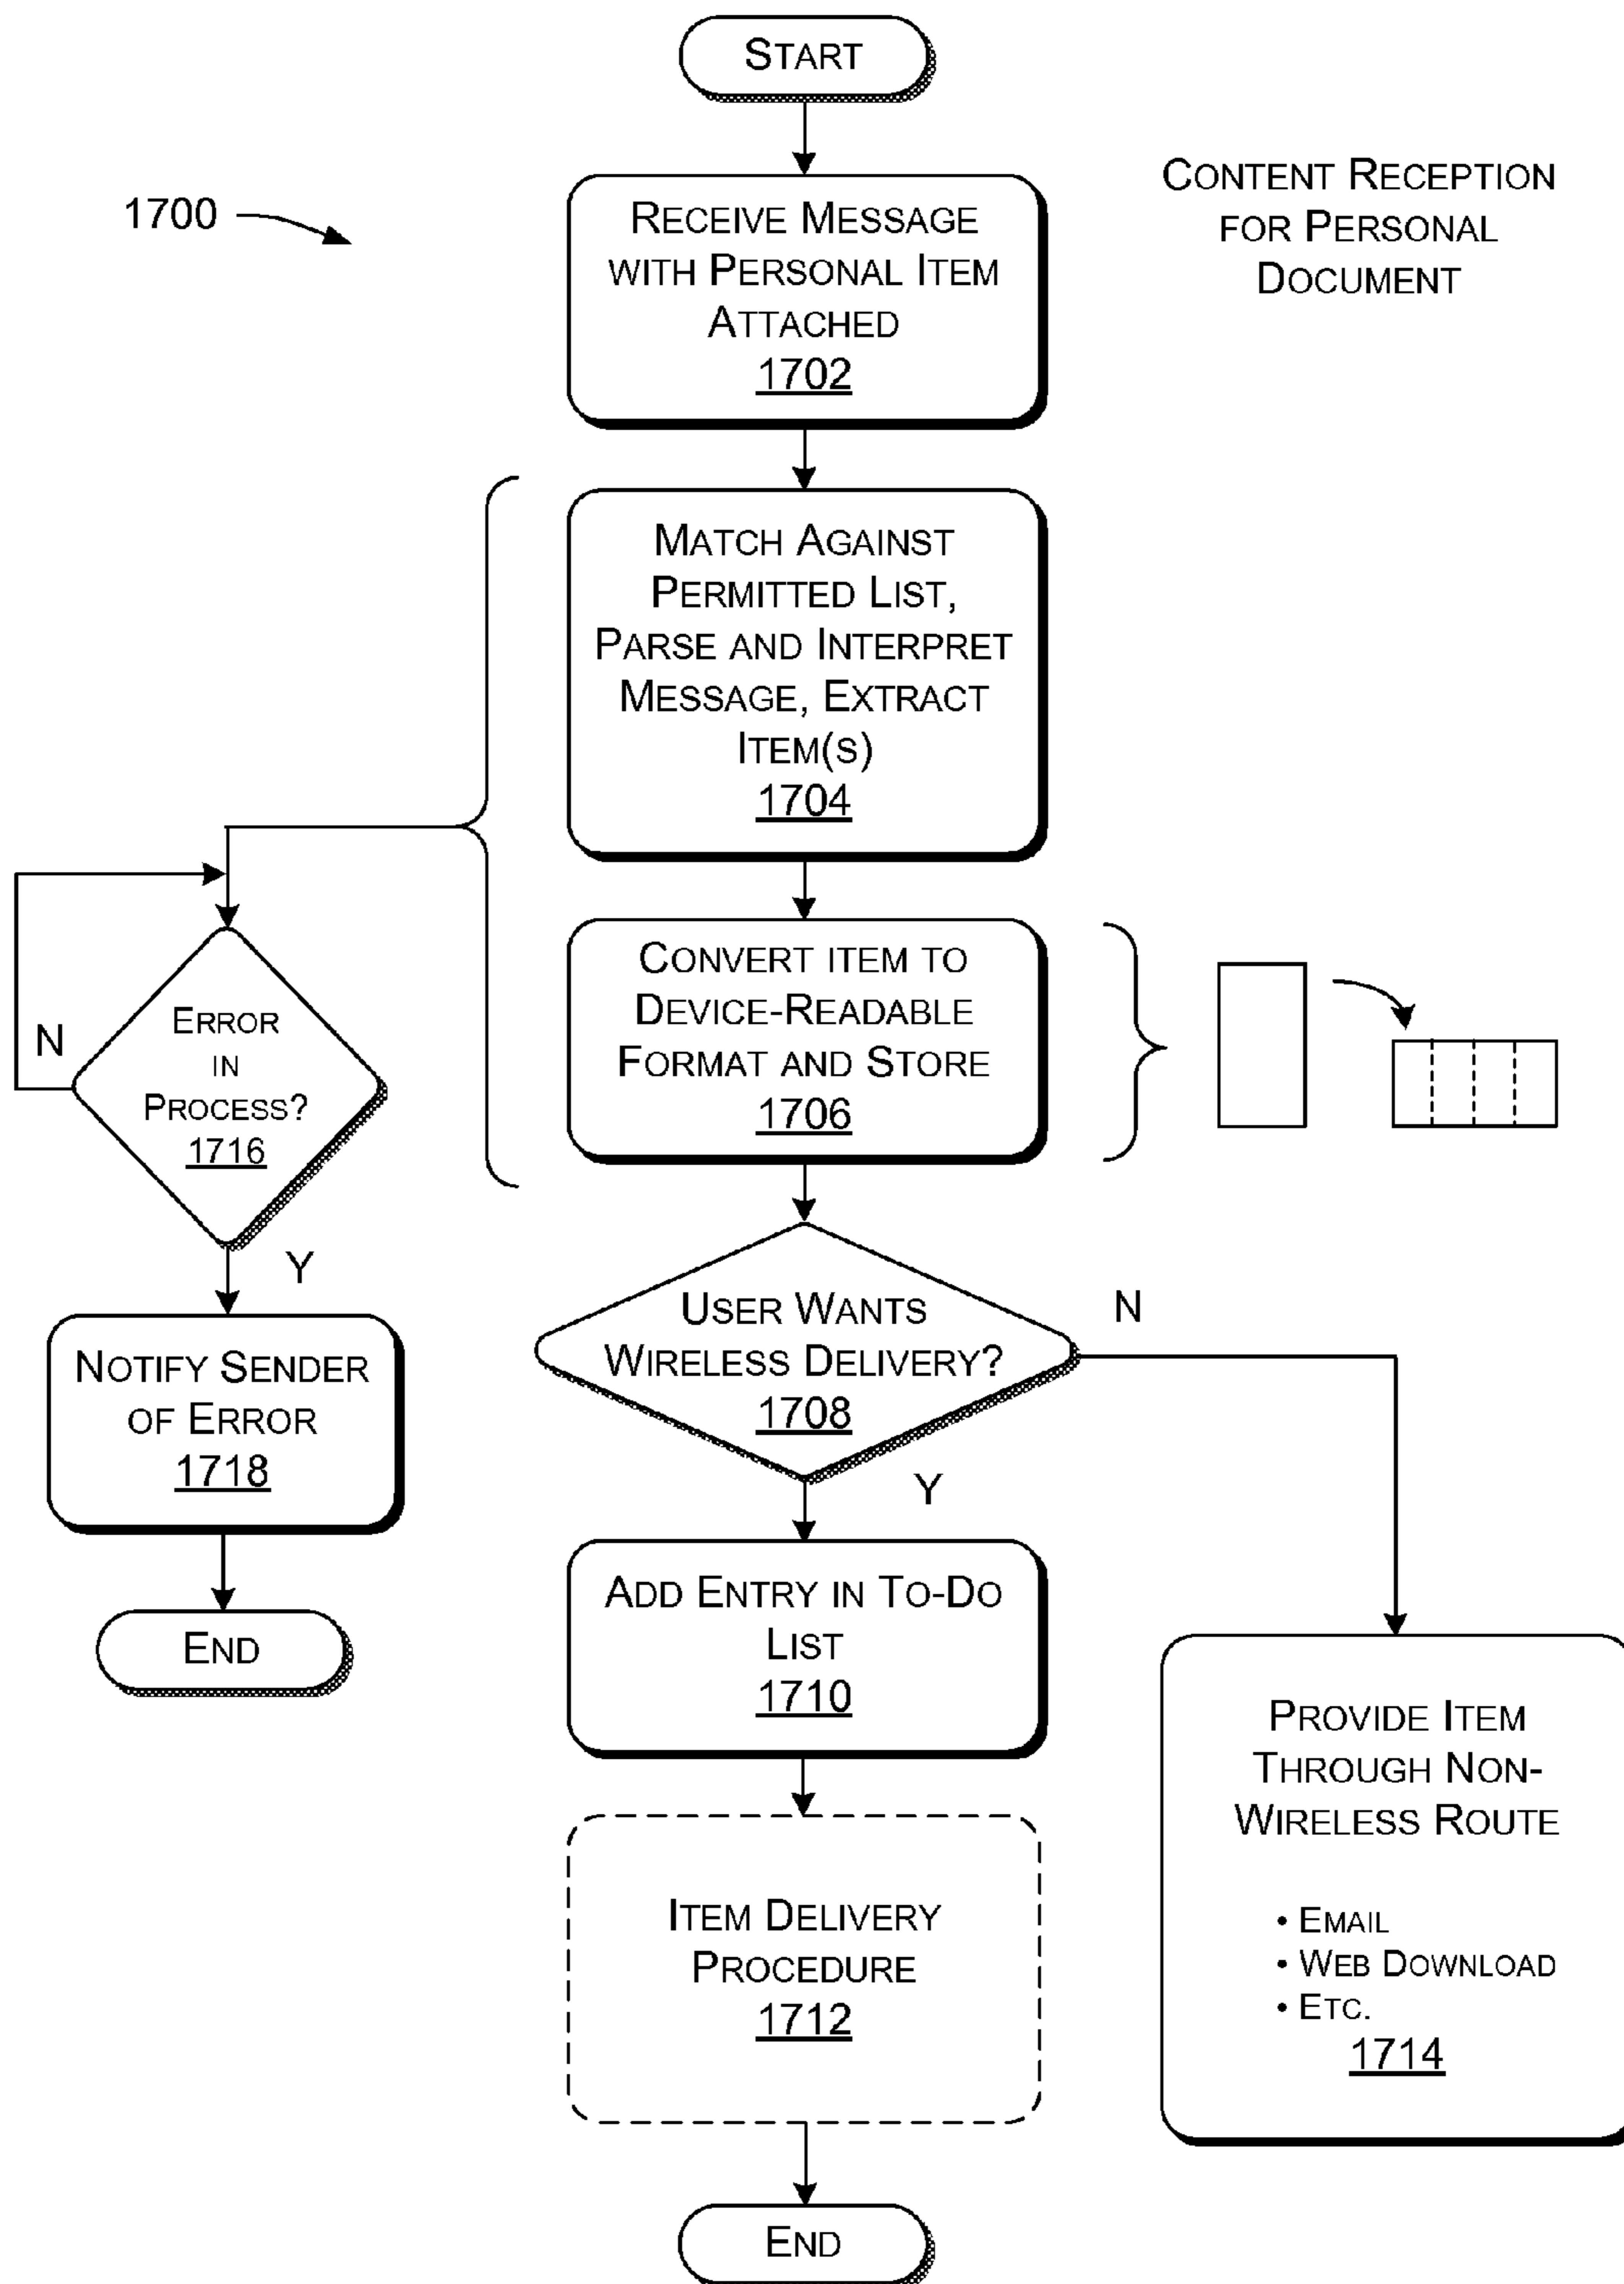 START
1700
CONTENT RECEPTION
FOR PERSONAL
DOCUMENT
RECEIVE MESSAGE
WITH PERSONAL ITEM
ATTACHED
1702
MATCH AGAINST
PERMITTED LIST,
PARSE AND INTERPRET
MESSAGE, EXTRACT
ITEM(S)
1704
CONVERT ITEM TO
DEVICE-READABLE
FORMAT AND STORE
1706
N
ERROR
IN
PROCESS?
1716
Y
NOTIFY SENDER
OF ERROR
1718
END
USER WANTS
WIRELESS DELIVERY?
1708
N
Y
ADD ENTRY IN TO-DO
LIST
1710
ITEM DELIVERY
PROCEDURE
1712
END
PROVIDE ITEM
THROUGH NON-
WIRELESS ROUTE
• EMAIL
• WEB DOWNLOAD
• ETC.
1714